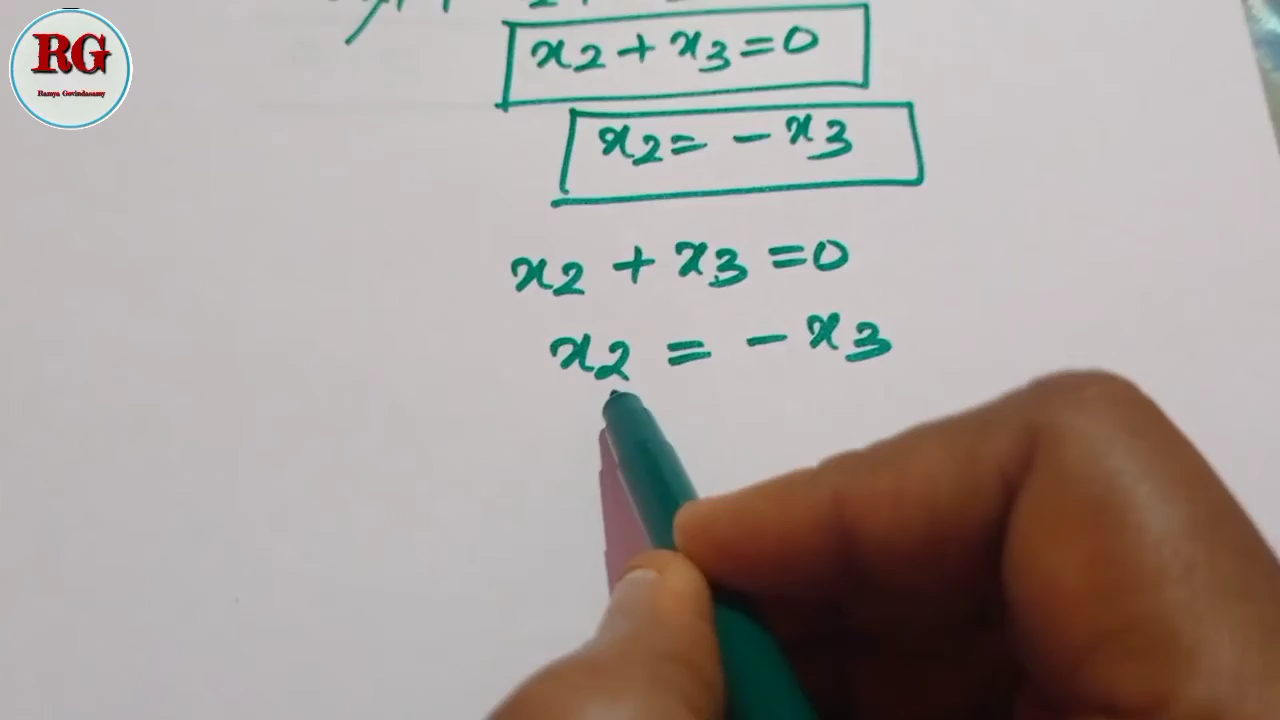 RG
Ramya Govindasamy
x2 + x3 = 0
x2 = - x3
x2 + x3 = 0
x2 = - x3